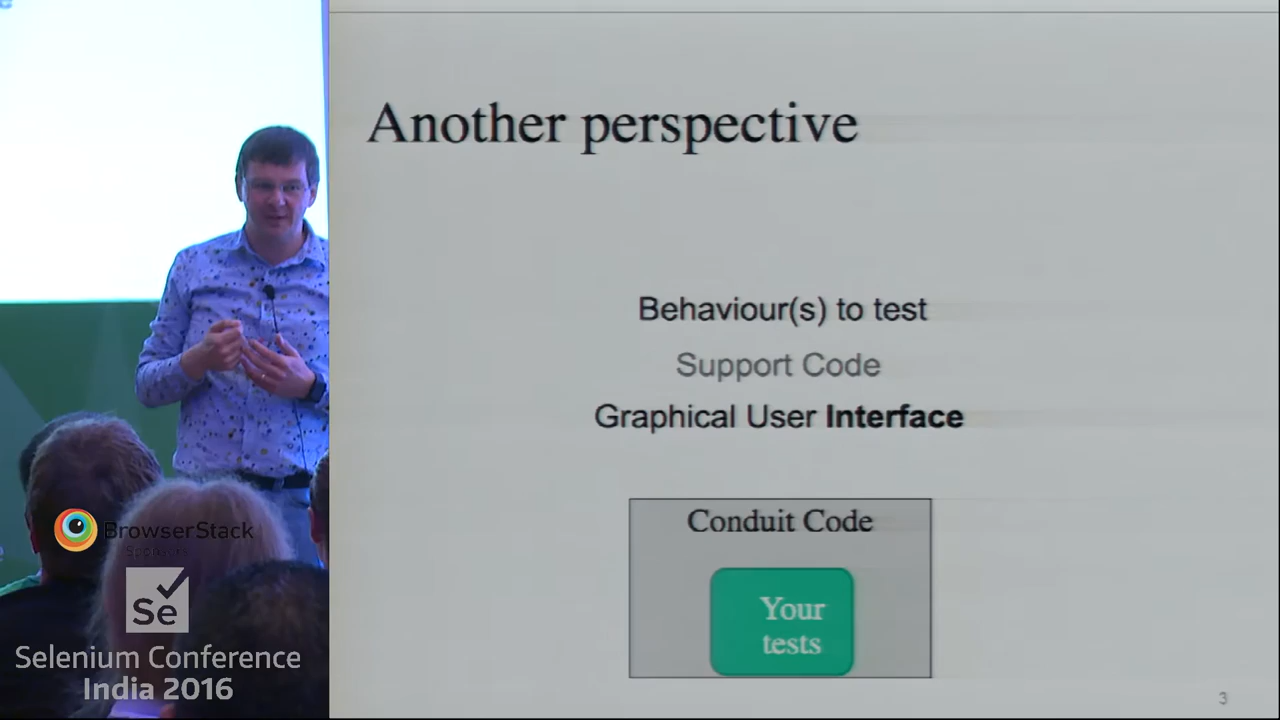 Another perspective
Behaviour(s) to test
Support Code
Graphical User Interface
Conduit Code
Your
tests
3
BrowserStack
Sponsors
Se
Selenium Conference
India 2016